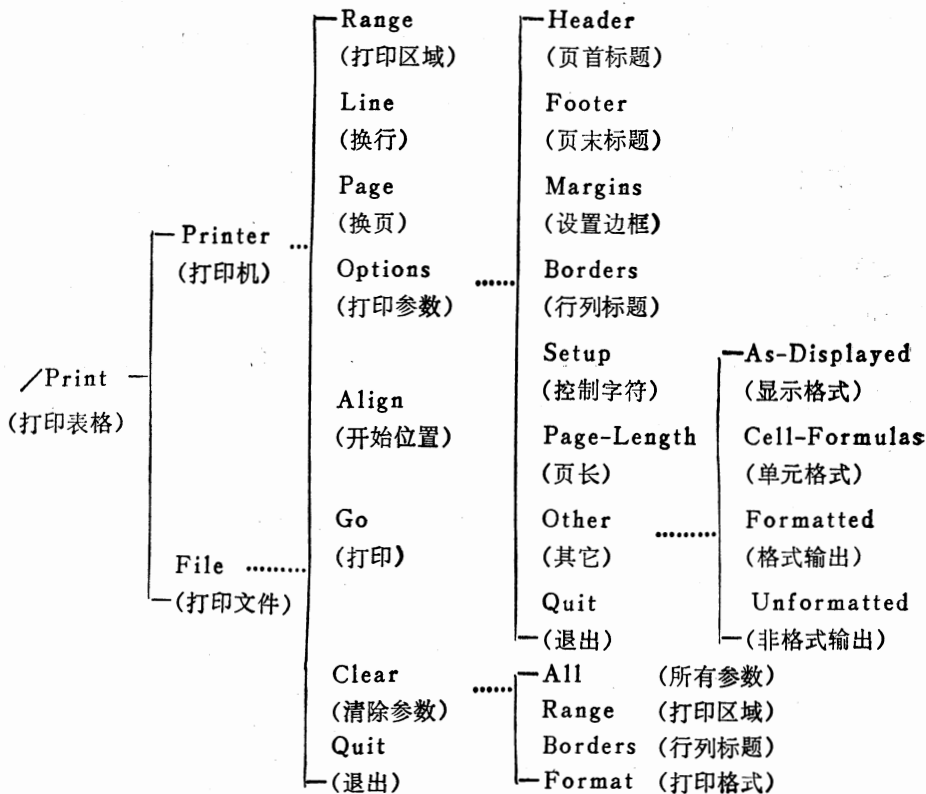 ／Print
(打印表格)
Printer
(打印机)
File
(打印文件)
Range
(打印区域)
Line
(换行)
Page
(换页)
Options
(打印参数)
Align
(开始位置)
Go
(打印)
Clear
(清除参数)
Quit
(退出)
Header
(页首标题)
Footer
(页末标题)
Margins
(设置边框)
Borders
(行列标题)
Setup
(控制字符)
Page-Length
(页长)
Other
(其它)
Quit
(退出)
As-Displayed
(显示格式)
Cell-Formulas
(单元格式)
Formatted
(格式输出)
Unformatted
(非格式输出)
All (所有参数)
Range (打印区域)
Borders (行列标题)
Format (打印格式)